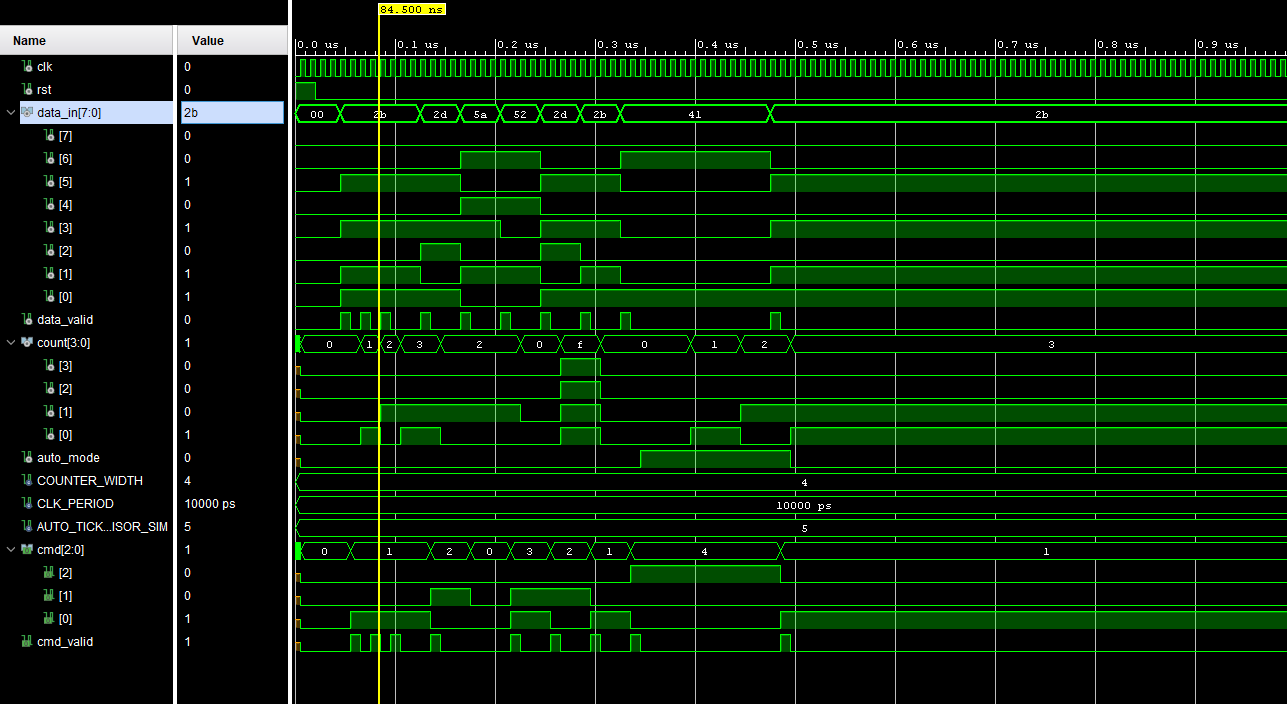 84.500 ns
Name Value
0.0 us 0.1 us 0.2 us 0.3 us 0.4 us 0.5 us 0.6 us 0.7 us 0.8 us 0.9 us
clk 0
rst 0
data_in[7:0] 2b 00 2b 2d 5a 52 2d 2b 41 2b
[7] 0
[6] 0
[5] 1
[4] 0
[3] 1
[2] 0
[1] 1
[0] 1
data_valid 0
count[3:0] 1 0 1 2 3 2 0 f 0 1 2 3
[3] 0
[2] 0
[1] 0
[0] 1
auto_mode 0
COUNTER_WIDTH 4 4
CLK_PERIOD 10000 ps 10000 ps
AUTO_TICK...ISOR_SIM 5 5
cmd[2:0] 1 0 1 2 0 3 2 1 4 1
[2] 0
[1] 0
[0] 1
cmd_valid 1